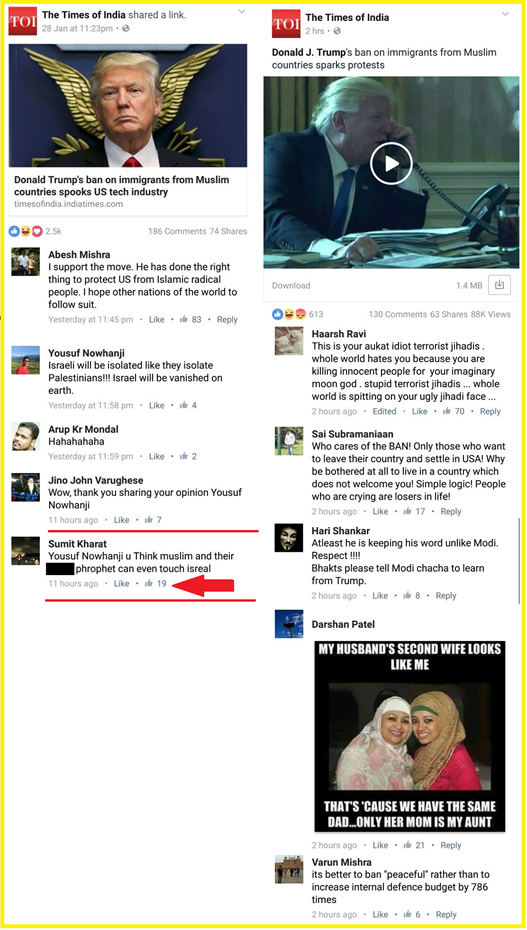 TOI
The Times of India shared a link.
28 Jan at 11:23pm •
Donald Trump's ban on immigrants from Muslim
countries spooks US tech industry
timesofindia.indiatimes.com
2.5k 186 Comments 74 Shares
Abesh Mishra
I support the move. He has done the right
thing to protect US from Islamic radical
people. I hope other nations of the world to
follow suit.
Yesterday at 11:45 pm • Like • 83 • Reply
Yousuf Nowhanji
Israeli will be isolated like they isolate
Palestinians!!! Israel will be vanished on
earth.
Yesterday at 11:58 pm • Like • 4
Arup Kr Mondal
Hahahahaha
Yesterday at 11:59 pm • Like • 2
Jino John Varughese
Wow, thank you sharing your opinion Yousuf
Nowhanji
11 hours ago • Like • 7
Sumit Kharat
Yousuf Nowhanji u Think muslim and their
phrophet can even touch isreal
11 hours ago • Like • 19
TOI
The Times of India
2 hrs •
Donald J. Trump's ban on immigrants from Muslim
countries sparks protests
Download 1.4 MB
613 130 Comments 63 Shares 88K Views
Haarsh Ravi
This is your aukat idiot terrorist jihadis .
whole world hates you because you are
killing innocent people for your imaginary
moon god . stupid terrorist jihadis ... whole
world is spitting on your ugly jihadi face ...
2 hours ago • Edited • Like • 70 • Reply
Sai Subramaniaan
Who cares of the BAN! Only those who want
to leave their country and settle in USA! Why
be bothered at all to live in a country which
does not welcome you! Simple logic! People
who are crying are losers in life!
2 hours ago • Like • 17 • Reply
Hari Shankar
Atleast he is keeping his word unlike Modi.
Respect !!!!
Bhakts please tell Modi chacha to learn
from Trump.
2 hours ago • Like • 8 • Reply
Darshan Patel
MY HUSBAND'S SECOND WIFE LOOKS
LIKE ME
THAT'S 'CAUSE WE HAVE THE SAME
DAD...ONLY HER MOM IS MY AUNT
2 hours ago • Like • 21 • Reply
Varun Mishra
its better to ban "peaceful" rather than to
increase internal defence budget by 786
times
2 hours ago • Like • 6 • Reply